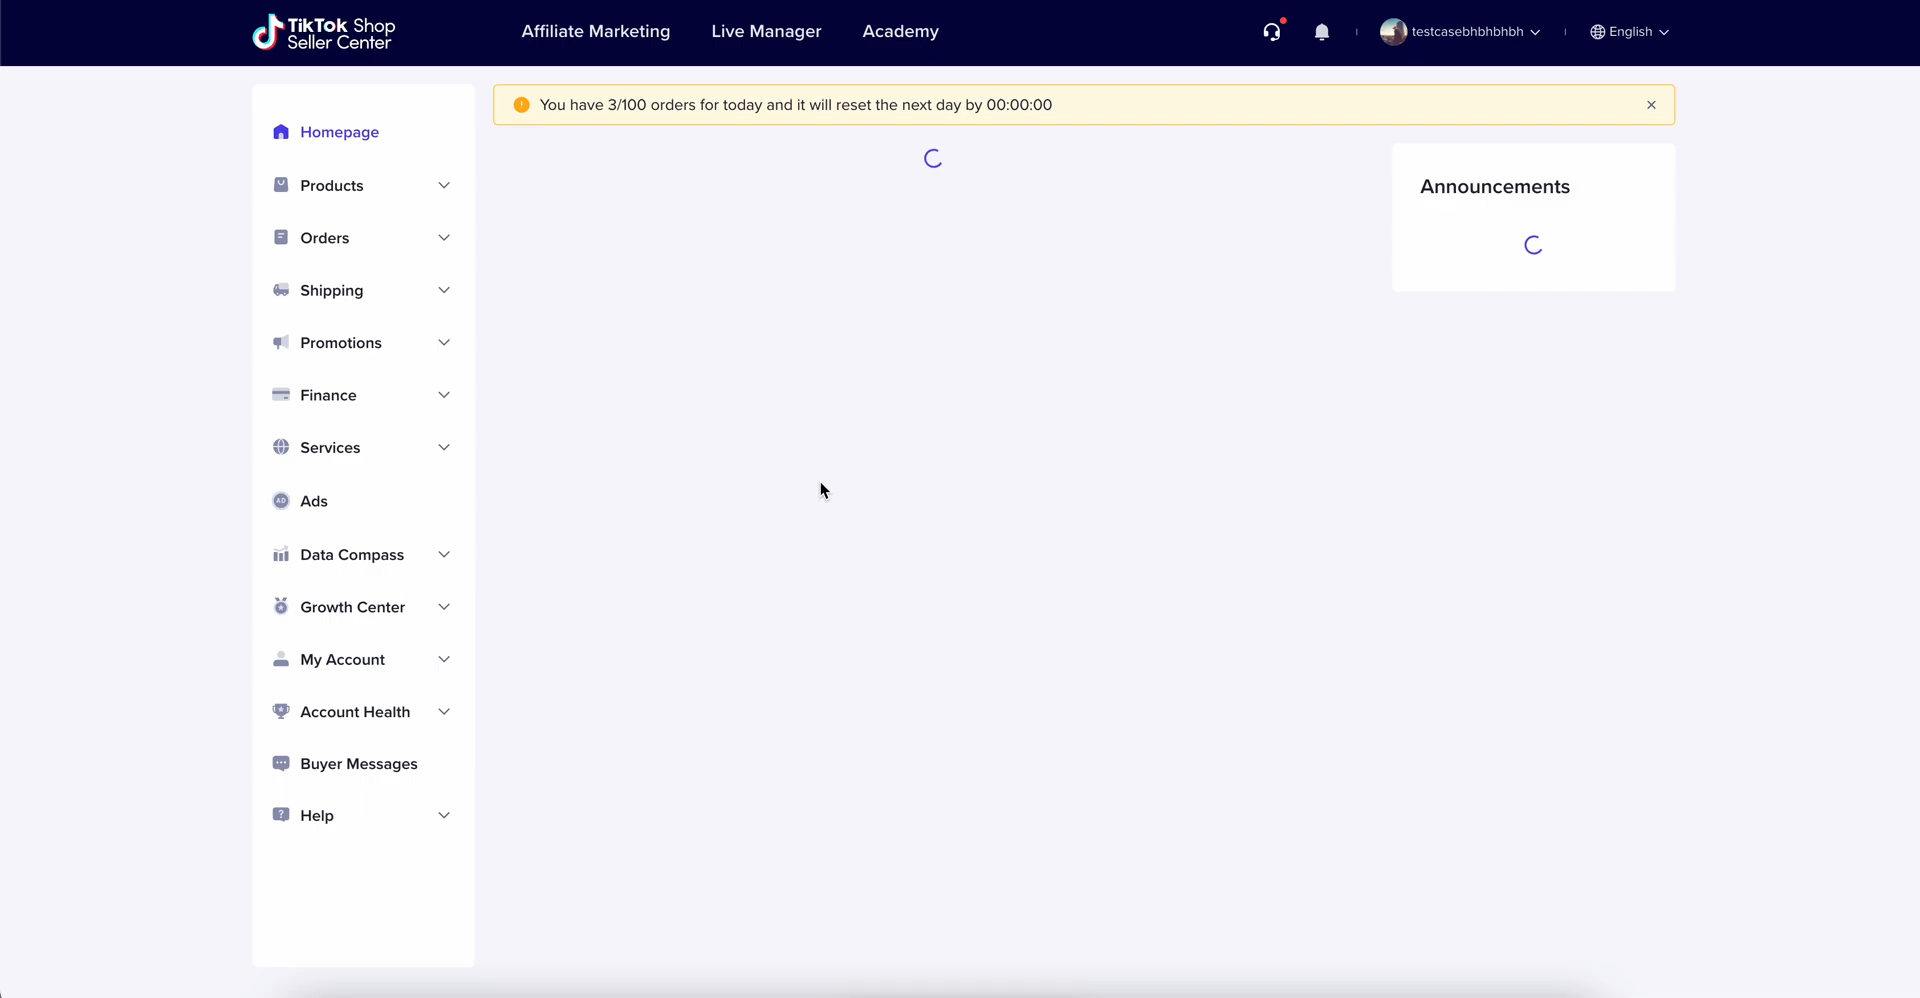 TikTok Shop
Seller Center
Affiliate Marketing
Live Manager
Academy
testcasebhbhbhbh
English
You have 3/100 orders for today and it will reset the next day by 00:00:00
Homepage
Products
Orders
Shipping
Promotions
Finance
Services
AD
Ads
Data Compass
Growth Center
My Account
Account Health
Buyer Messages
Help
Announcements